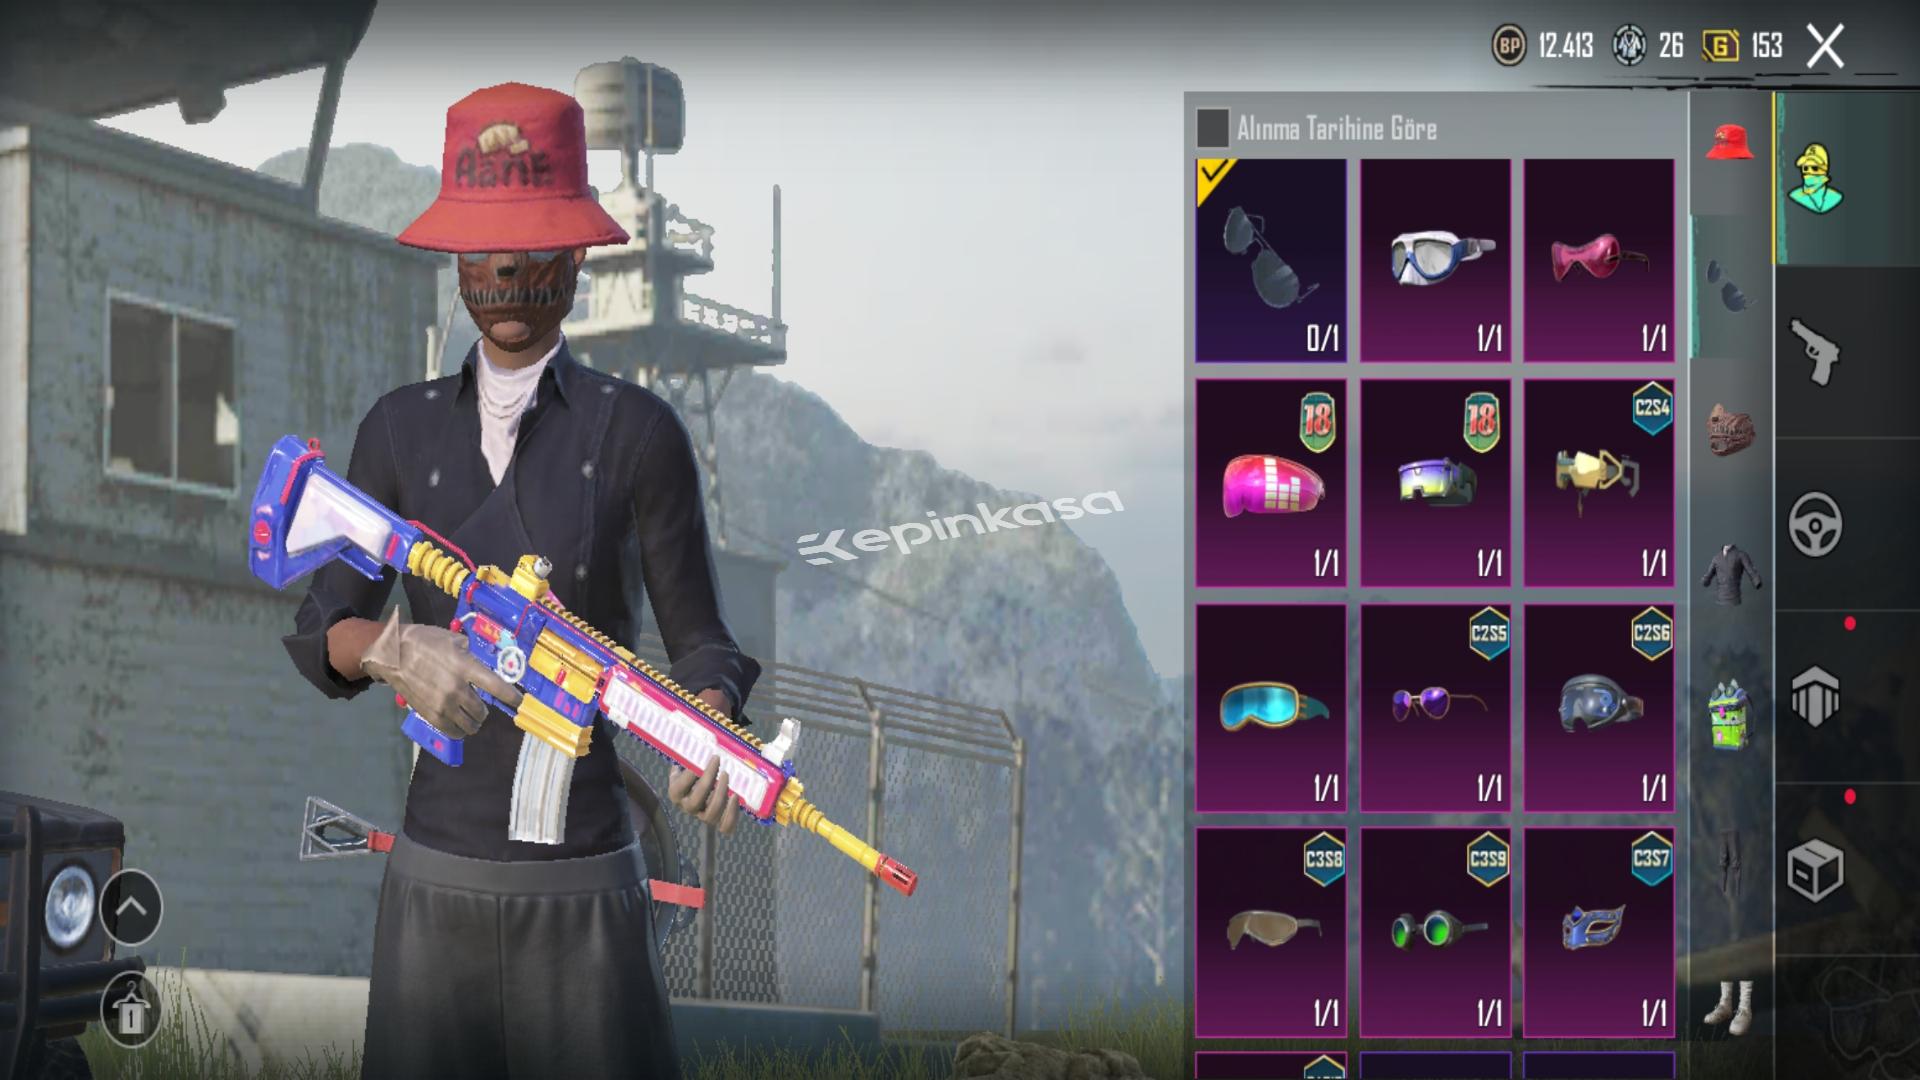 BP 12.413 26 G 153
Alınma Tarihine Göre
0/1 1/1 1/1
18 18 C2S4
1/1 1/1 1/1
C2S5 C2S6
1/1 1/1 1/1
C3S8 C3S9 C3S7
1/1 1/1 1/1
epinkasa
1